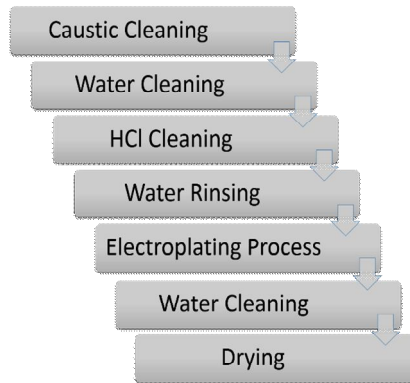 Caustic Cleaning
Water Cleaning
HCl Cleaning
Water Rinsing
Electroplating Process
Water Cleaning
Drying